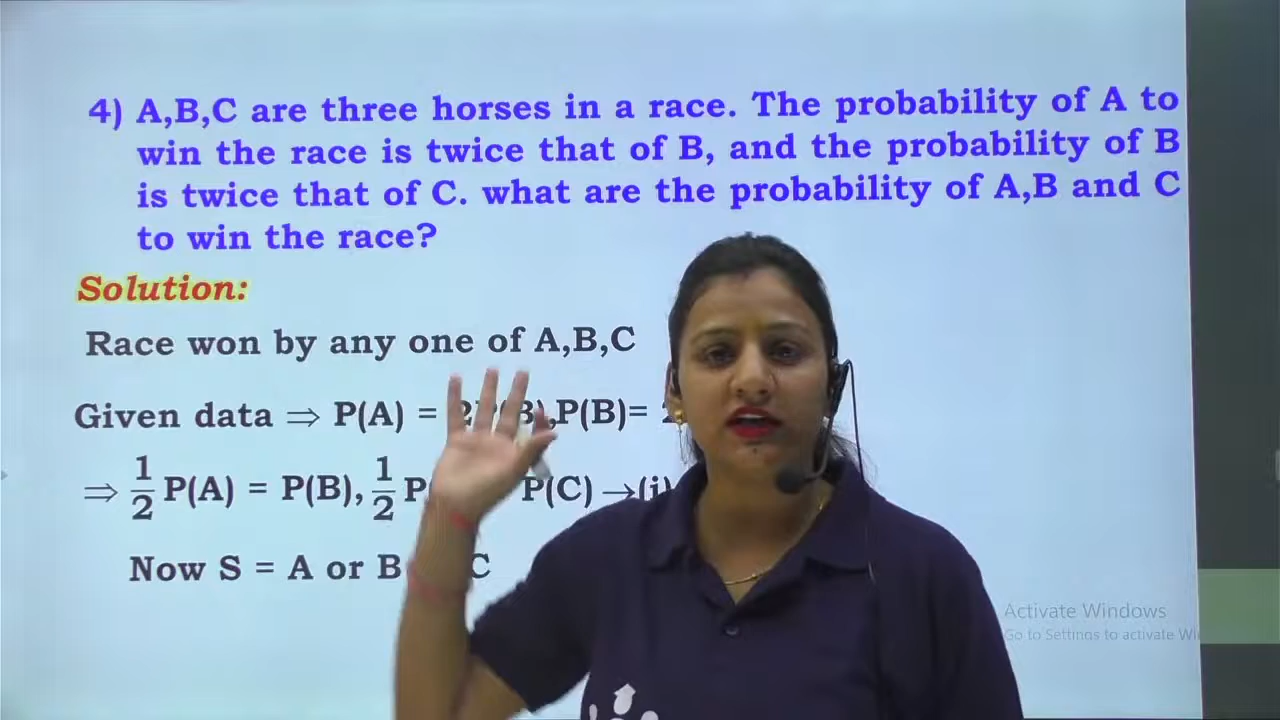 4) A,B,C are three horses in a race. The probability of A to
win the race is twice that of B, and the probability of B
is twice that of C. what are the probability of A,B and C
to win the race?
Solution:
Race won by any one of A,B,C
Given data ⇒ P(A) = 2P(B),P(B)=
⇒ 1/2 P(A) = P(B), 1/2 P P(C) →(i)
Now S = A or B C
Activate Windows
Go to Settings to activate